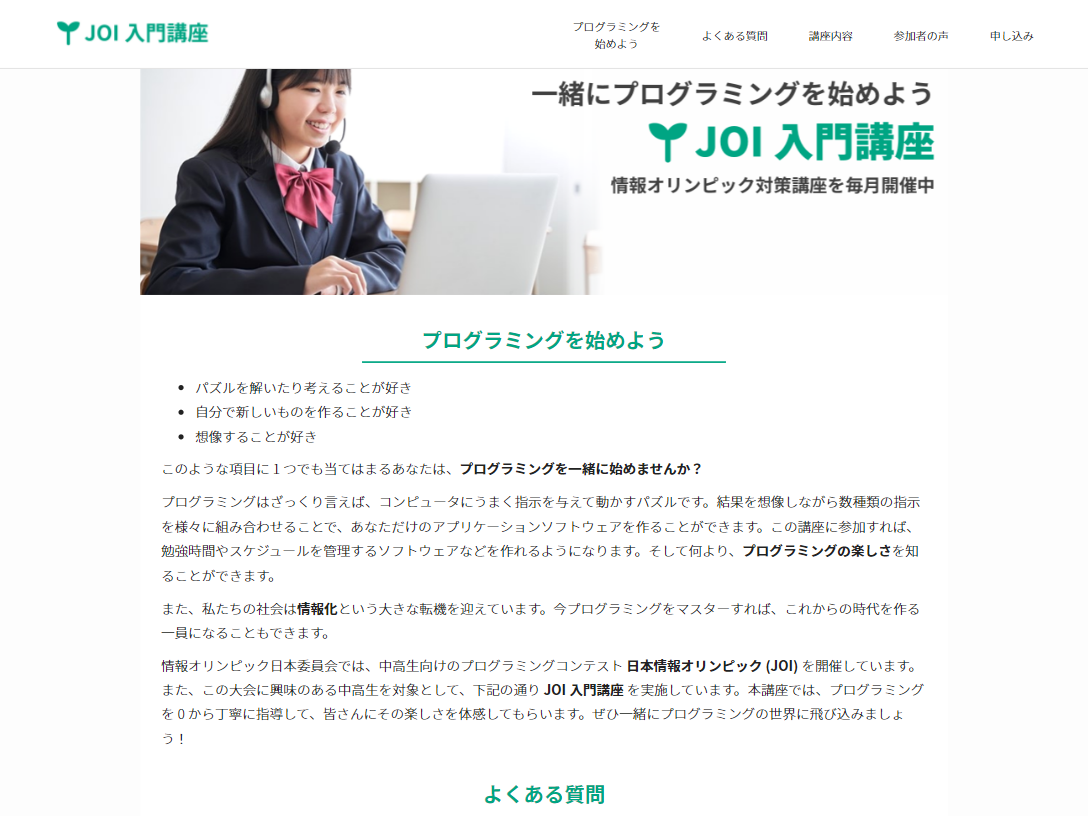 JOI 入門講座
プログラミングを
始めよう
よくある質問
講座内容
参加者の声
申し込み
一緒にプログラミングを始めよう
JOI 入門講座
情報オリンピック対策講座を毎月開催中
プログラミングを始めよう
• パズルを解いたり考えることが好き
• 自分で新しいものを作ることが好き
• 想像することが好き
このような項目に 1 つでも当てはまるあなたは、プログラミングを一緒に始めませんか？
プログラミングはざっくり言えば、コンピュータにうまく指示を与えて動かすパズルです。結果を想像しながら数種類の指示
を様々に組み合わせることで、あなただけのアプリケーションソフトウェアを作ることができます。この講座に参加すれば、
勉強時間やスケジュールを管理するソフトウェアなどを作れるようになります。そして何より、プログラミングの楽しさを知
ることができます。
また、私たちの社会は情報化という大きな転機を迎えています。今プログラミングをマスターすれば、これからの時代を作る
一員になることもできます。
情報オリンピック日本委員会では、中高生向けのプログラミングコンテスト 日本情報オリンピック (JOI) を開催しています。
また、この大会に興味のある中高生を対象として、下記の通り JOI 入門講座 を実施しています。本講座では、プログラミング
を 0 から丁寧に指導して、皆さんにその楽しさを体感してもらいます。ぜひ一緒にプログラミングの世界に飛び込みましょ
う！
よくある質問